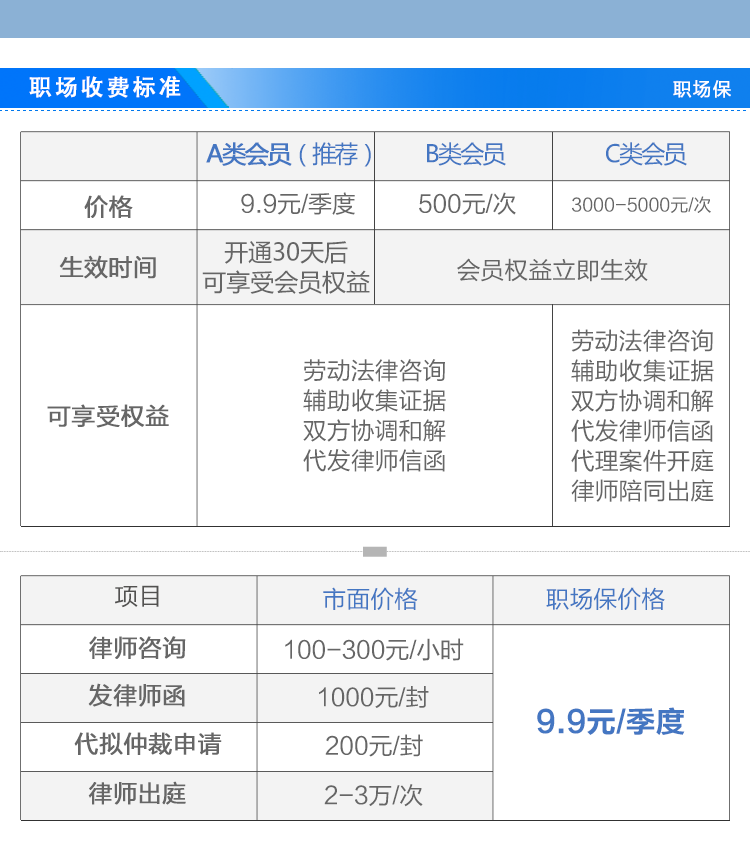 职场收费标准
职场保
A类会员（推荐） B类会员 C类会员
价格 9.9元/季度 500元/次 3000-5000元/次
生效时间
开通30天后
可享受会员权益
会员权益立即生效
可享受权益
劳动法律咨询
辅助收集证据
双方协调和解
代发律师信函
劳动法律咨询
辅助收集证据
双方协调和解
代发律师信函
代理案件开庭
律师陪同出庭
项目 市面价格 职场保价格
律师咨询 100-300元/小时
发律师函 1000元/封
代拟仲裁申请 200元/封
律师出庭 2-3万/次
9.9元/季度